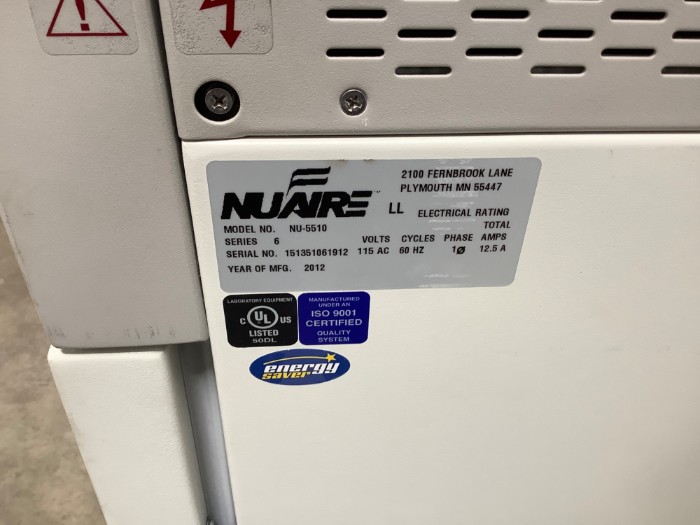 NUAIRE™
2100 FERNBROOK LANE
PLYMOUTH MN 55447
LL ELECTRICAL RATING
TOTAL
MODEL NO. NU-5510
SERIES 6 VOLTS CYCLES PHASE AMPS
SERIAL NO. 151351061912 115 AC 60 HZ 1Ø 12.5 A
YEAR OF MFG. 2012
LABORATORY EQUIPMENT
C UL US
LISTED
50DL
MANUFACTURED
UNDER AN
ISO 9001
CERTIFIED
QUALITY
SYSTEM
energy
saver